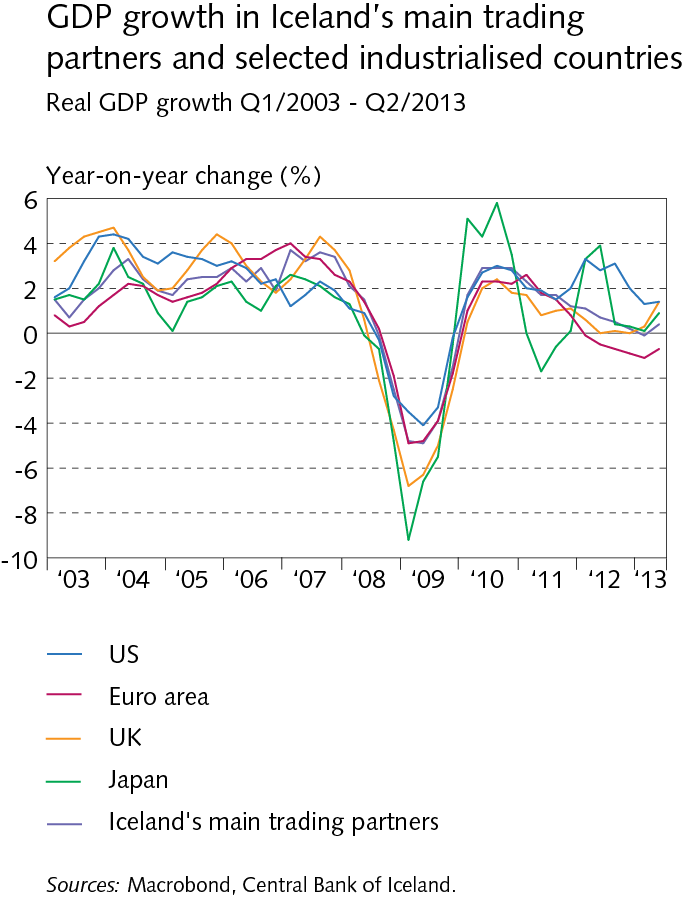 GDP growth in Iceland’s main trading
partners and selected industrialised countries
Real GDP growth Q1/2003 - Q2/2013
Year-on-year change (%)
6
4
2
0
-2
-4
-6
-8
-10
‘03 ‘04 ‘05 ‘06 ‘07 ‘08 ‘09 ‘10 ‘11 ‘12 ‘13
US
Euro area
UK
Japan
Iceland's main trading partners
Sources: Macrobond, Central Bank of Iceland.